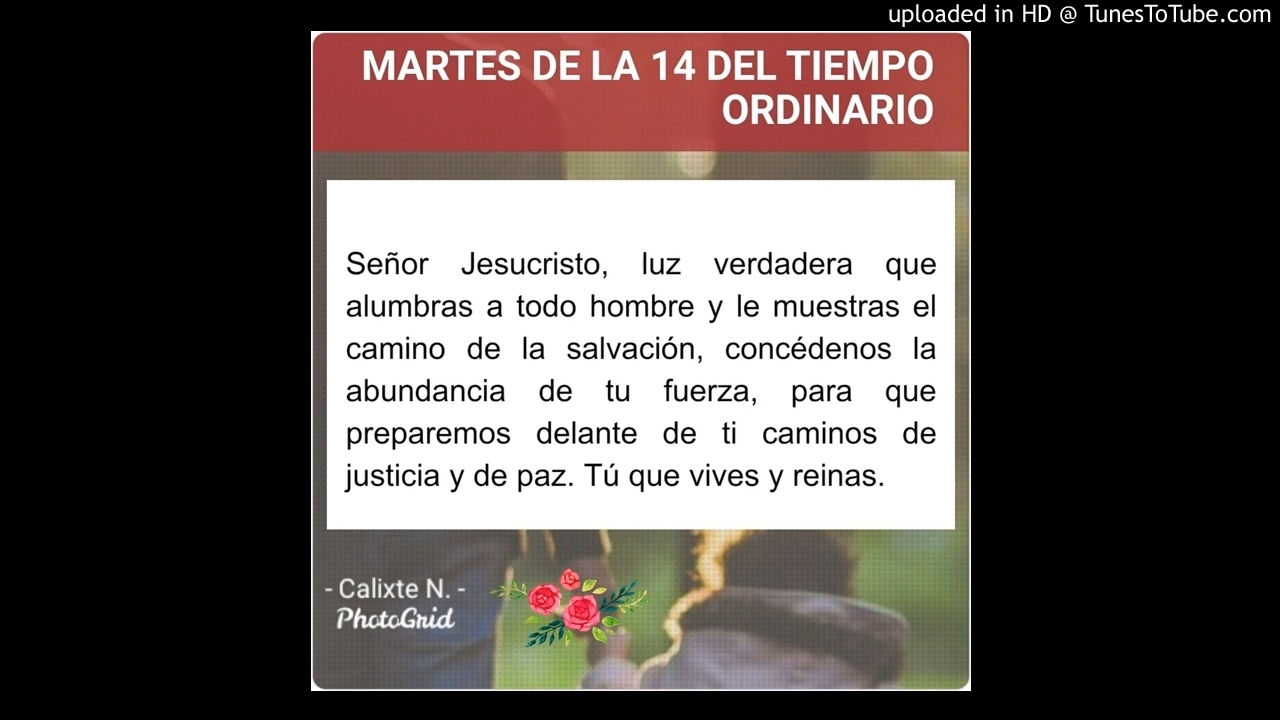 uploaded in HD @ TunesToTube.com
MARTES DE LA 14 DEL TIEMPO
ORDINARIO
Señor Jesucristo, luz verdadera que
alumbras a todo hombre y le muestras el
camino de la salvación, concédenos la
abundancia de tu fuerza, para que
preparemos delante de ti caminos de
justicia y de paz. Tú que vives y reinas.
- Calixte N. -
PhotoGrid